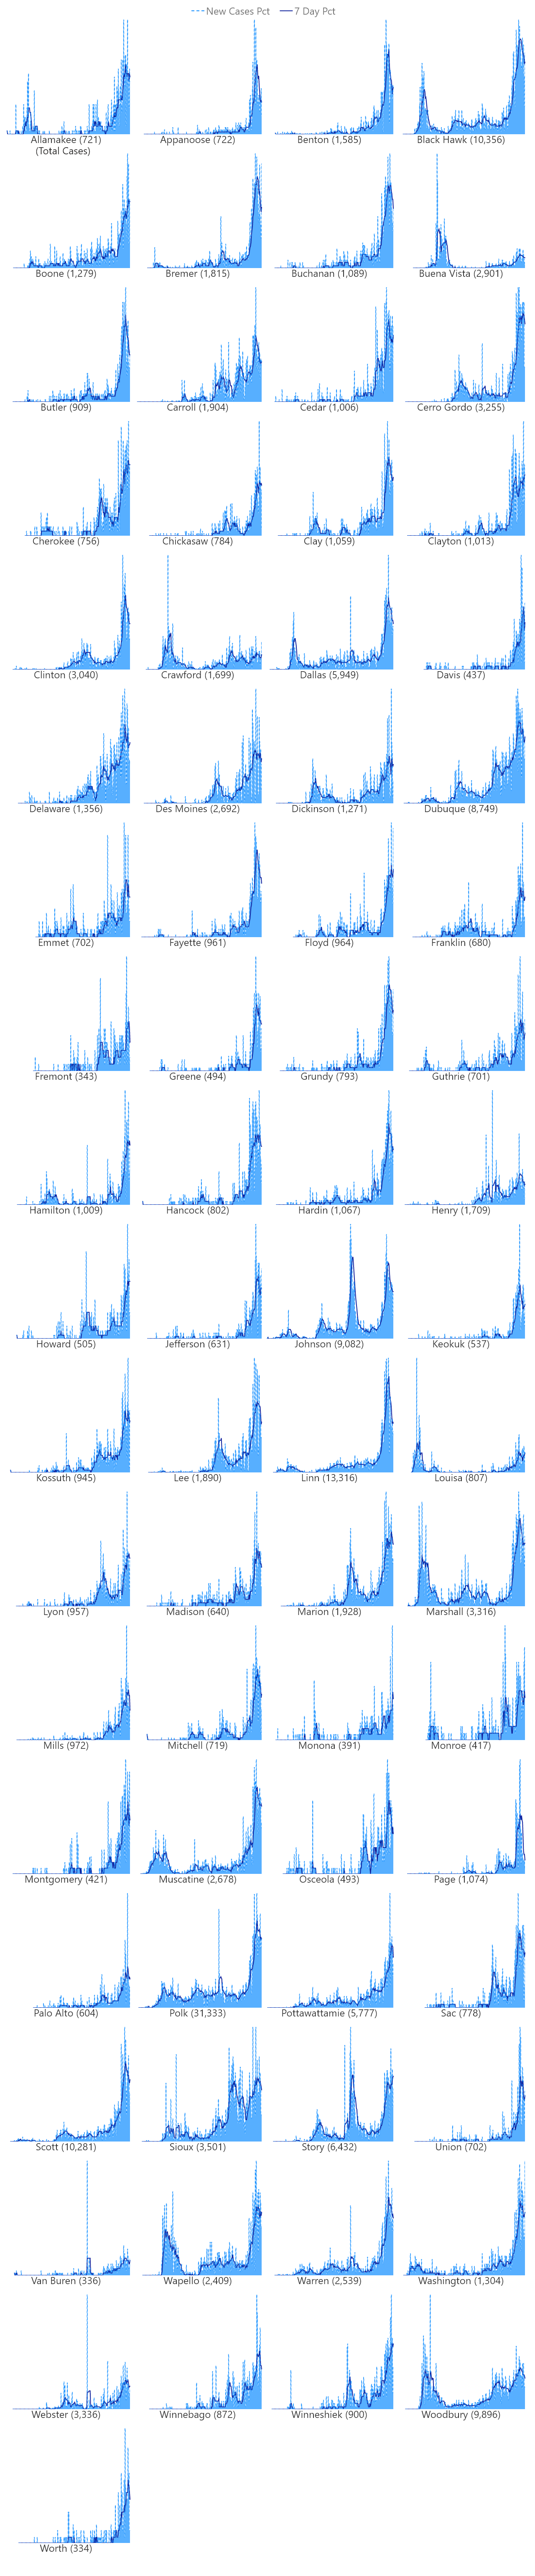 New Cases Pct 7 Day Pct
Allamakee (721) Appanoose (722) Benton (1,585) Black Hawk (10,356)
(Total Cases)
Boone (1,279) Bremer (1,815) Buchanan (1,089) Buena Vista (2,901)
Butler (909) Carroll (1,904) Cedar (1,006) Cerro Gordo (3,255)
Cherokee (756) Chickasaw (784) Clay (1,059) Clayton (1,013)
Clinton (3,040) Crawford (1,699) Dallas (5,949) Davis (437)
Delaware (1,356) Des Moines (2,692) Dickinson (1,271) Dubuque (8,749)
Emmet (702) Fayette (961) Floyd (964) Franklin (680)
Fremont (343) Greene (494) Grundy (793) Guthrie (701)
Hamilton (1,009) Hancock (802) Hardin (1,067) Henry (1,709)
Howard (505) Jefferson (631) Johnson (9,082) Keokuk (537)
Kossuth (945) Lee (1,890) Linn (13,316) Louisa (807)
Lyon (957) Madison (640) Marion (1,928) Marshall (3,316)
Mills (972) Mitchell (719) Monona (391) Monroe (417)
Montgomery (421) Muscatine (2,678) Osceola (493) Page (1,074)
Palo Alto (604) Polk (31,333) Pottawattamie (5,777) Sac (778)
Scott (10,281) Sioux (3,501) Story (6,432) Union (702)
Van Buren (336) Wapello (2,409) Warren (2,539) Washington (1,304)
Webster (3,336) Winnebago (872) Winneshiek (900) Woodbury (9,896)
Worth (334)